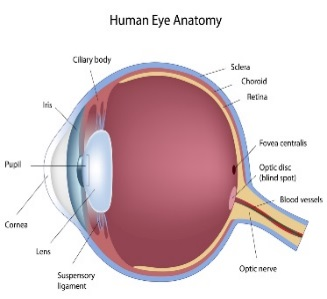 Human Eye Anatomy
Ciliary body
Sclera
Choroid
Retina
Iris
Fovea centralis
Optic disc
(blind spot)
Pupil
Blood vessels
Cornea
Lens
Optic nerve
Suspensory
ligament